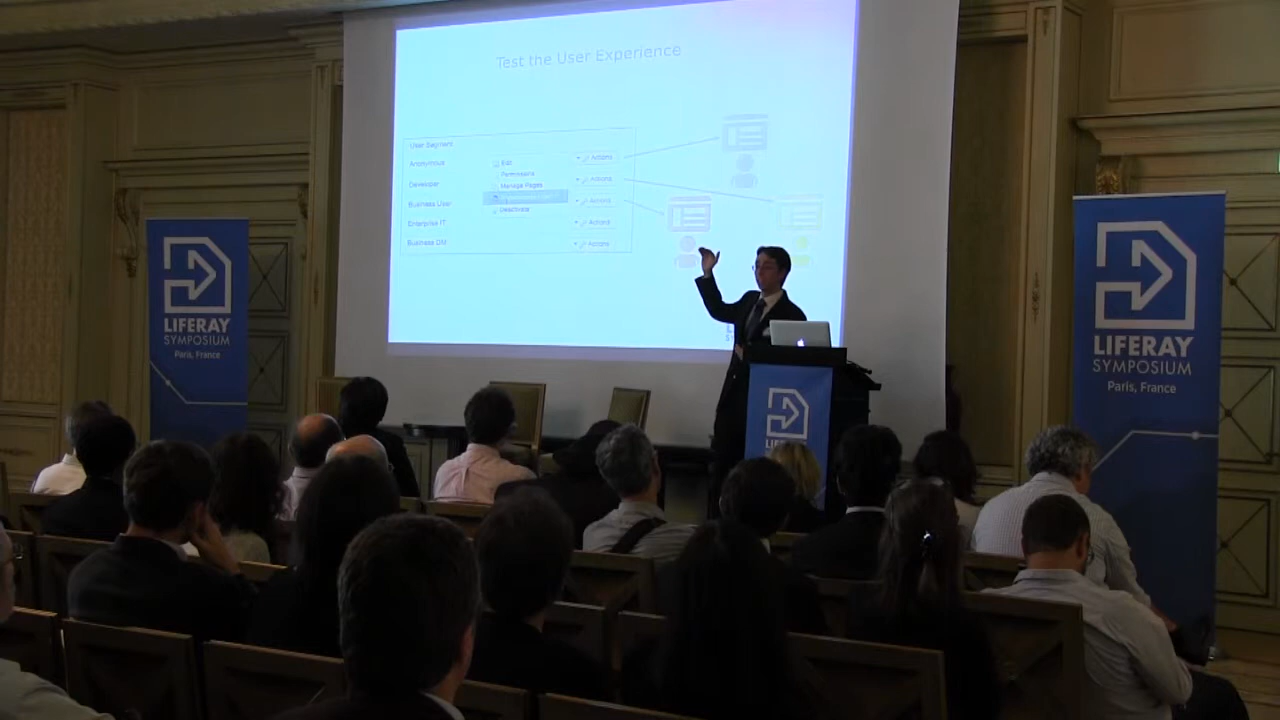 Test the User Experience
User Segment
Anonymous
Edit
Actions
Permissions
Developer
Manage Pages
Actions
Business User
Actions
Deactivate
Enterprise IT
Actions
Business DM
Actions
LIFERAY
SYMPOSIUM
Paris, France
LIFERAY
SYMPOSIUM
Paris, France